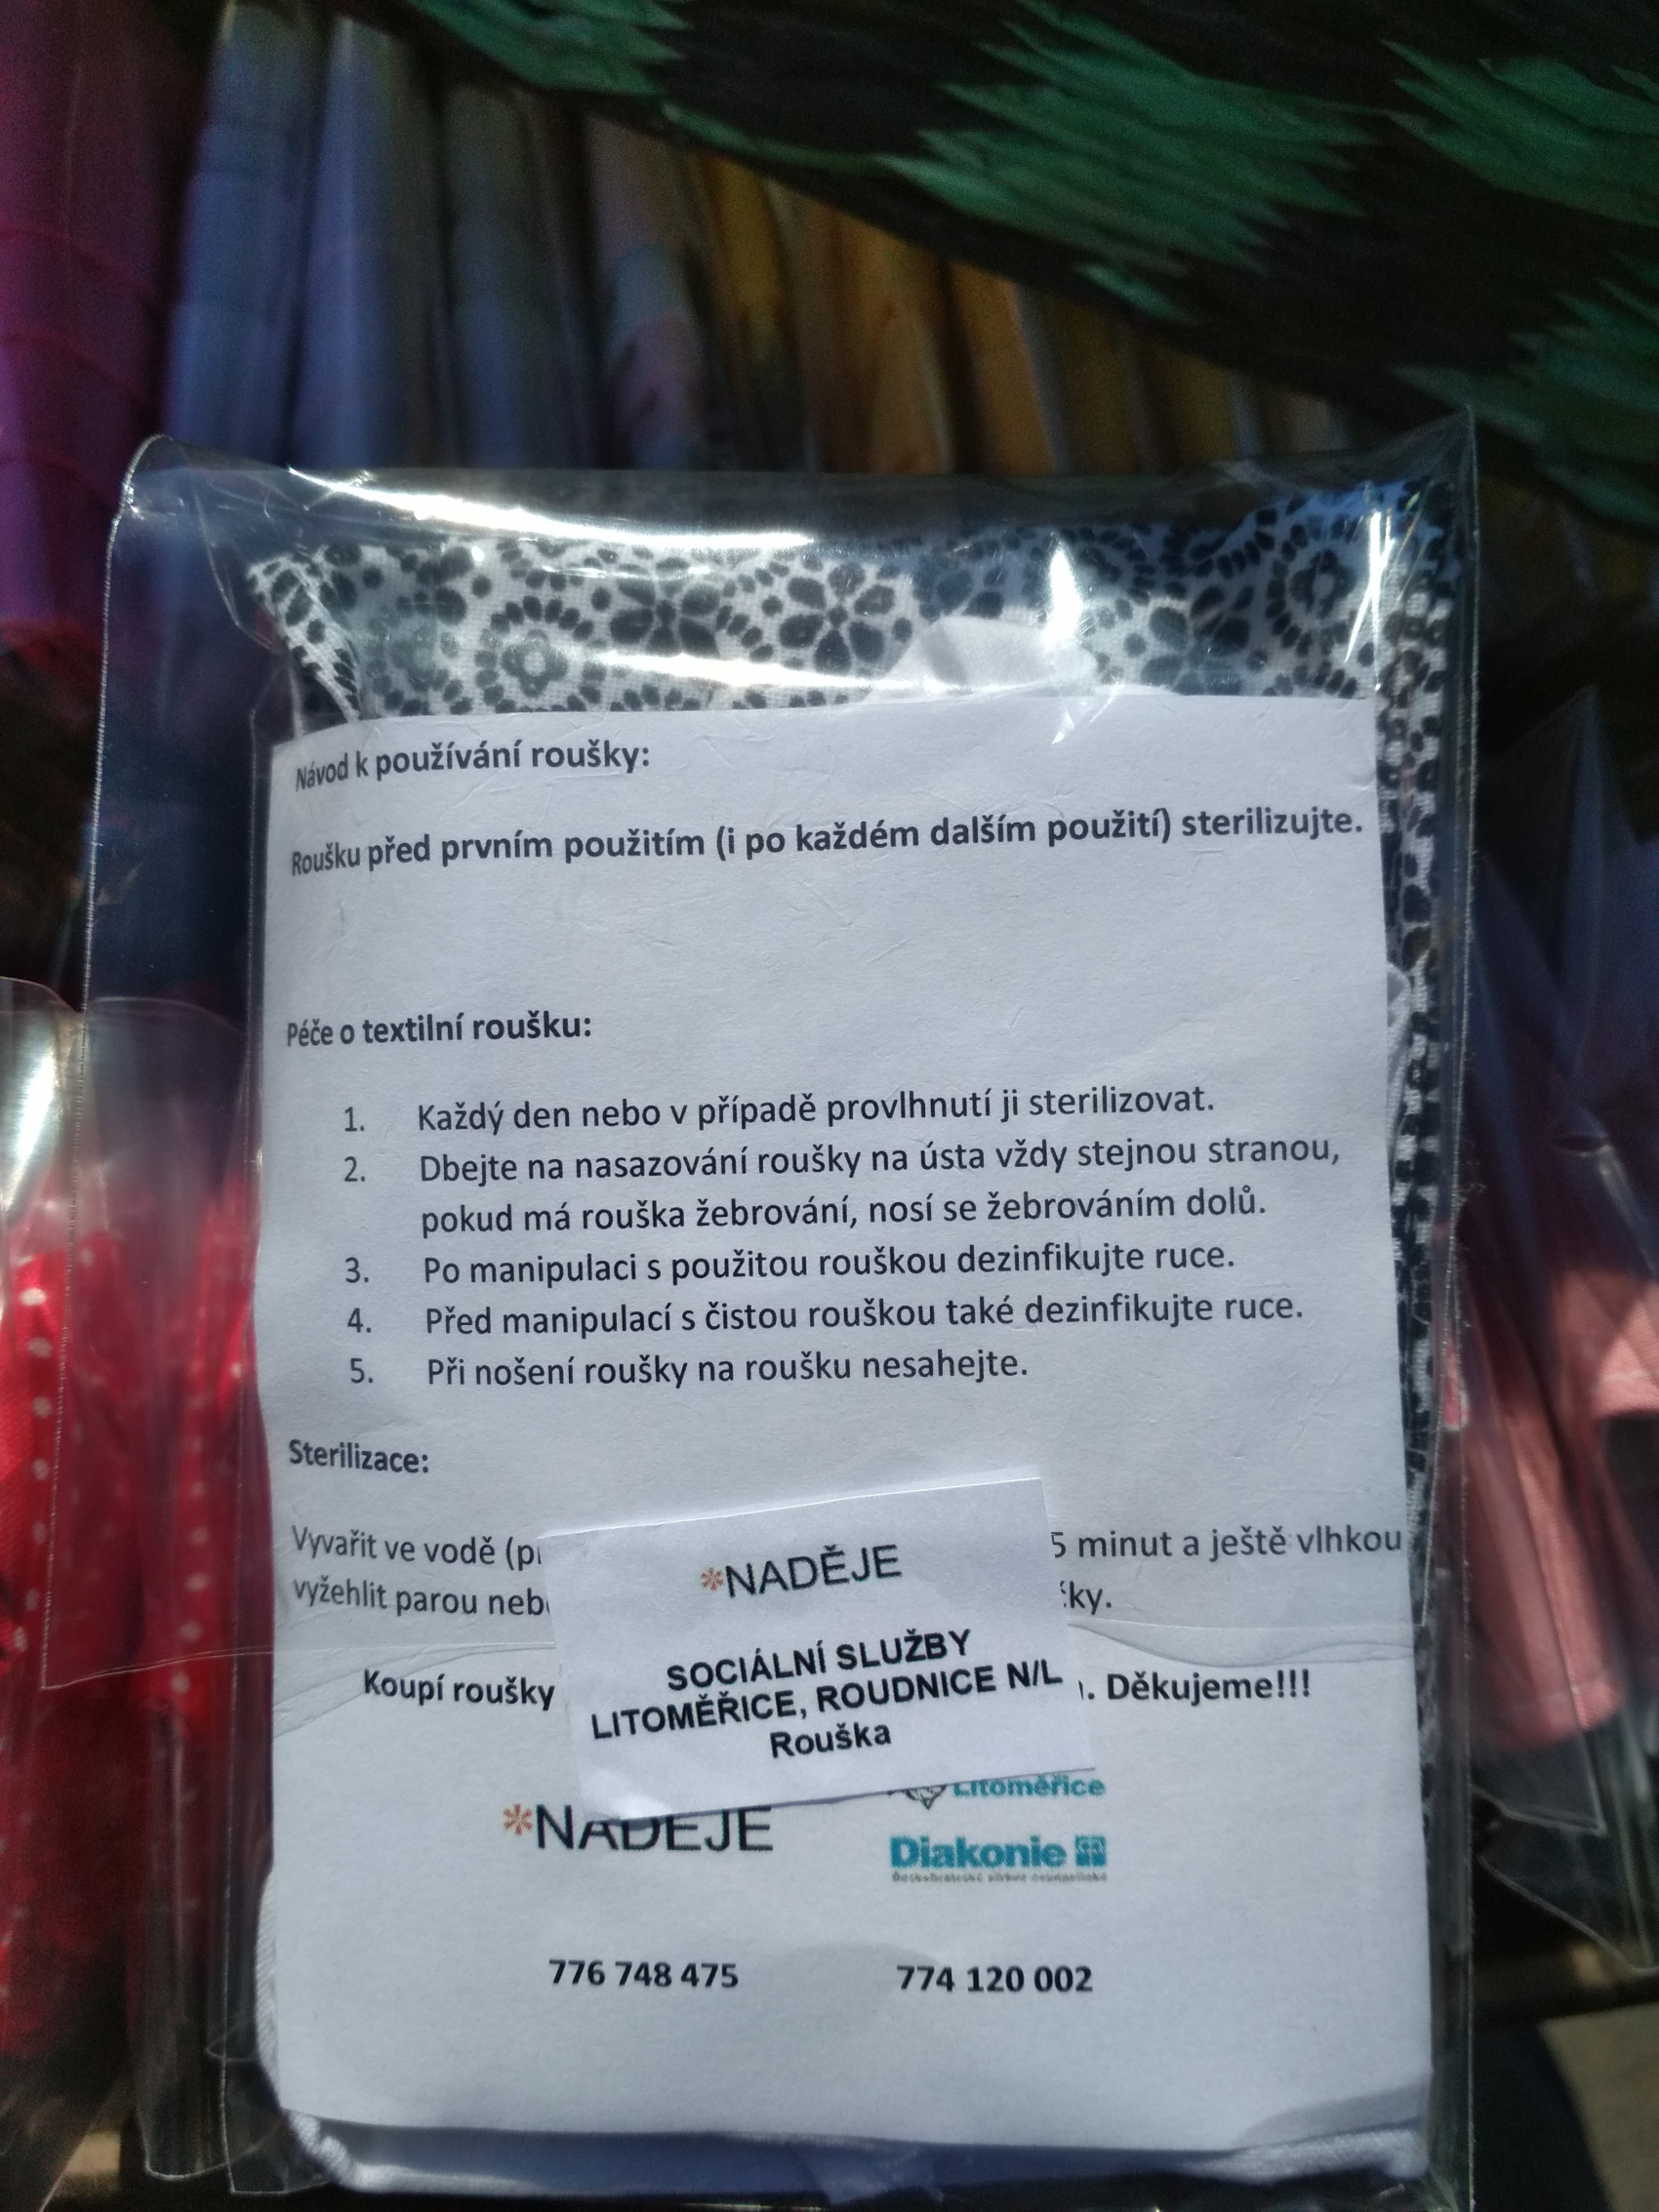 Návod k používání roušky:
Roušku před prvním použitím (i po každém dalším použití) sterilizujte.
Péče o textilní roušku:
1. Každý den nebo v případě provlhnutí ji sterilizovat.
2. Dbejte na nasazování roušky na ústa vždy stejnou stranou,
pokud má rouška žebrování, nosí se žebrováním dolů.
3. Po manipulaci s použitou rouškou dezinfikujte ruce.
4. Před manipulací s čistou rouškou také dezinfikujte ruce.
5. Při nošení roušky na roušku nesahejte.
Sterilizace:
Vyvařit ve vodě 5 minut a ještě vlhkou
vyžehlit parou
Koupí roušky Děkujeme!!!
*NADĚJE
SOCIÁLNÍ SLUŽBY
LITOMĚŘICE, ROUDNICE N/L
Rouška
Litoměřice
*NADĚJE
Diakonie
776 748 475 774 120 002